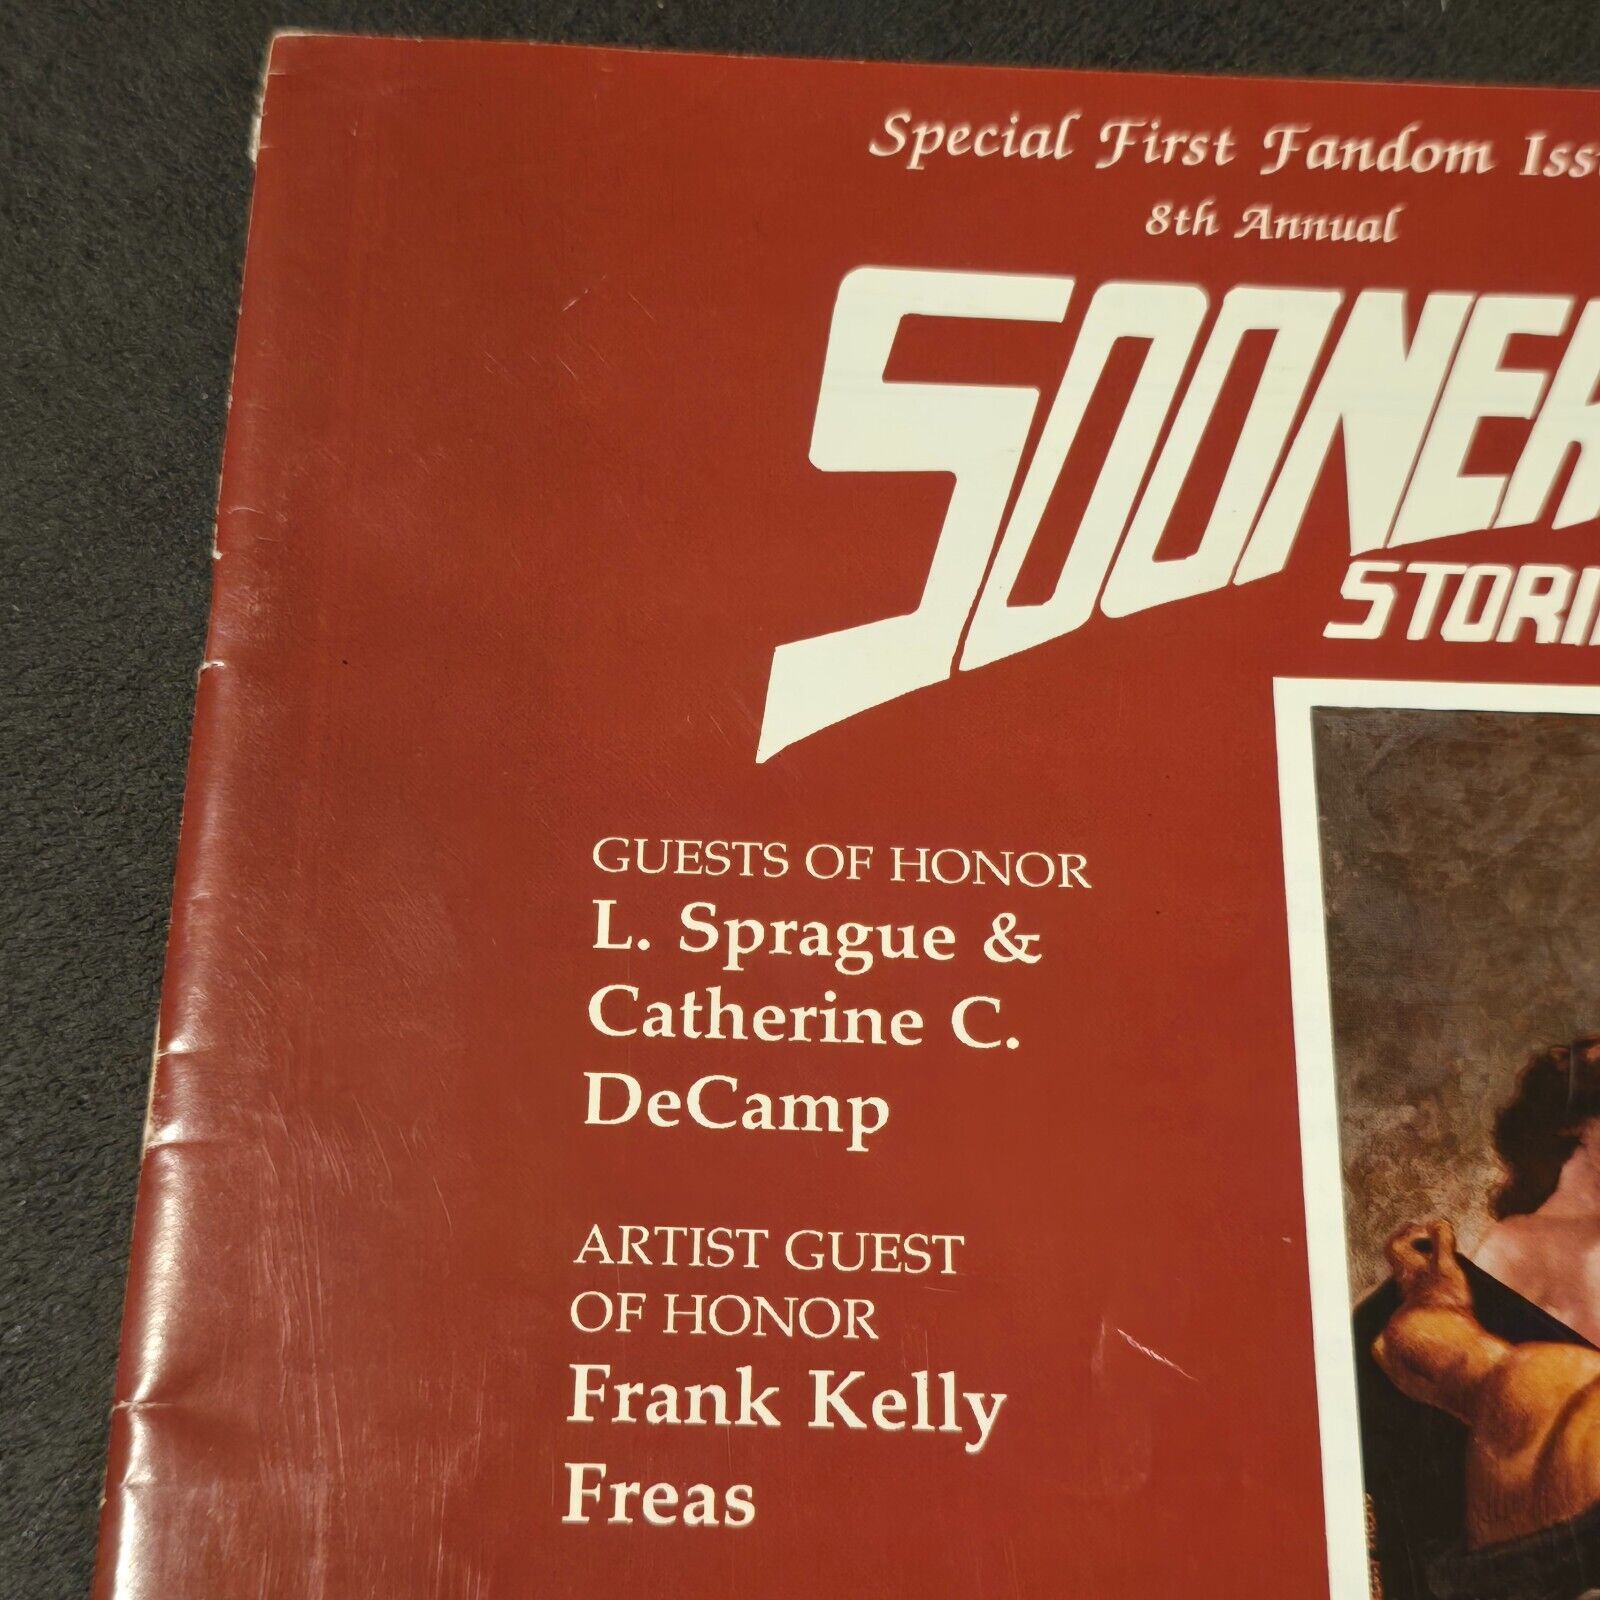 Special First Fandom Iss
8th Annual
SOONER
STORI
GUESTS OF HONOR
L. Sprague &
Catherine C.
DeCamp
ARTIST GUEST
OF HONOR
Frank Kelly
Freas